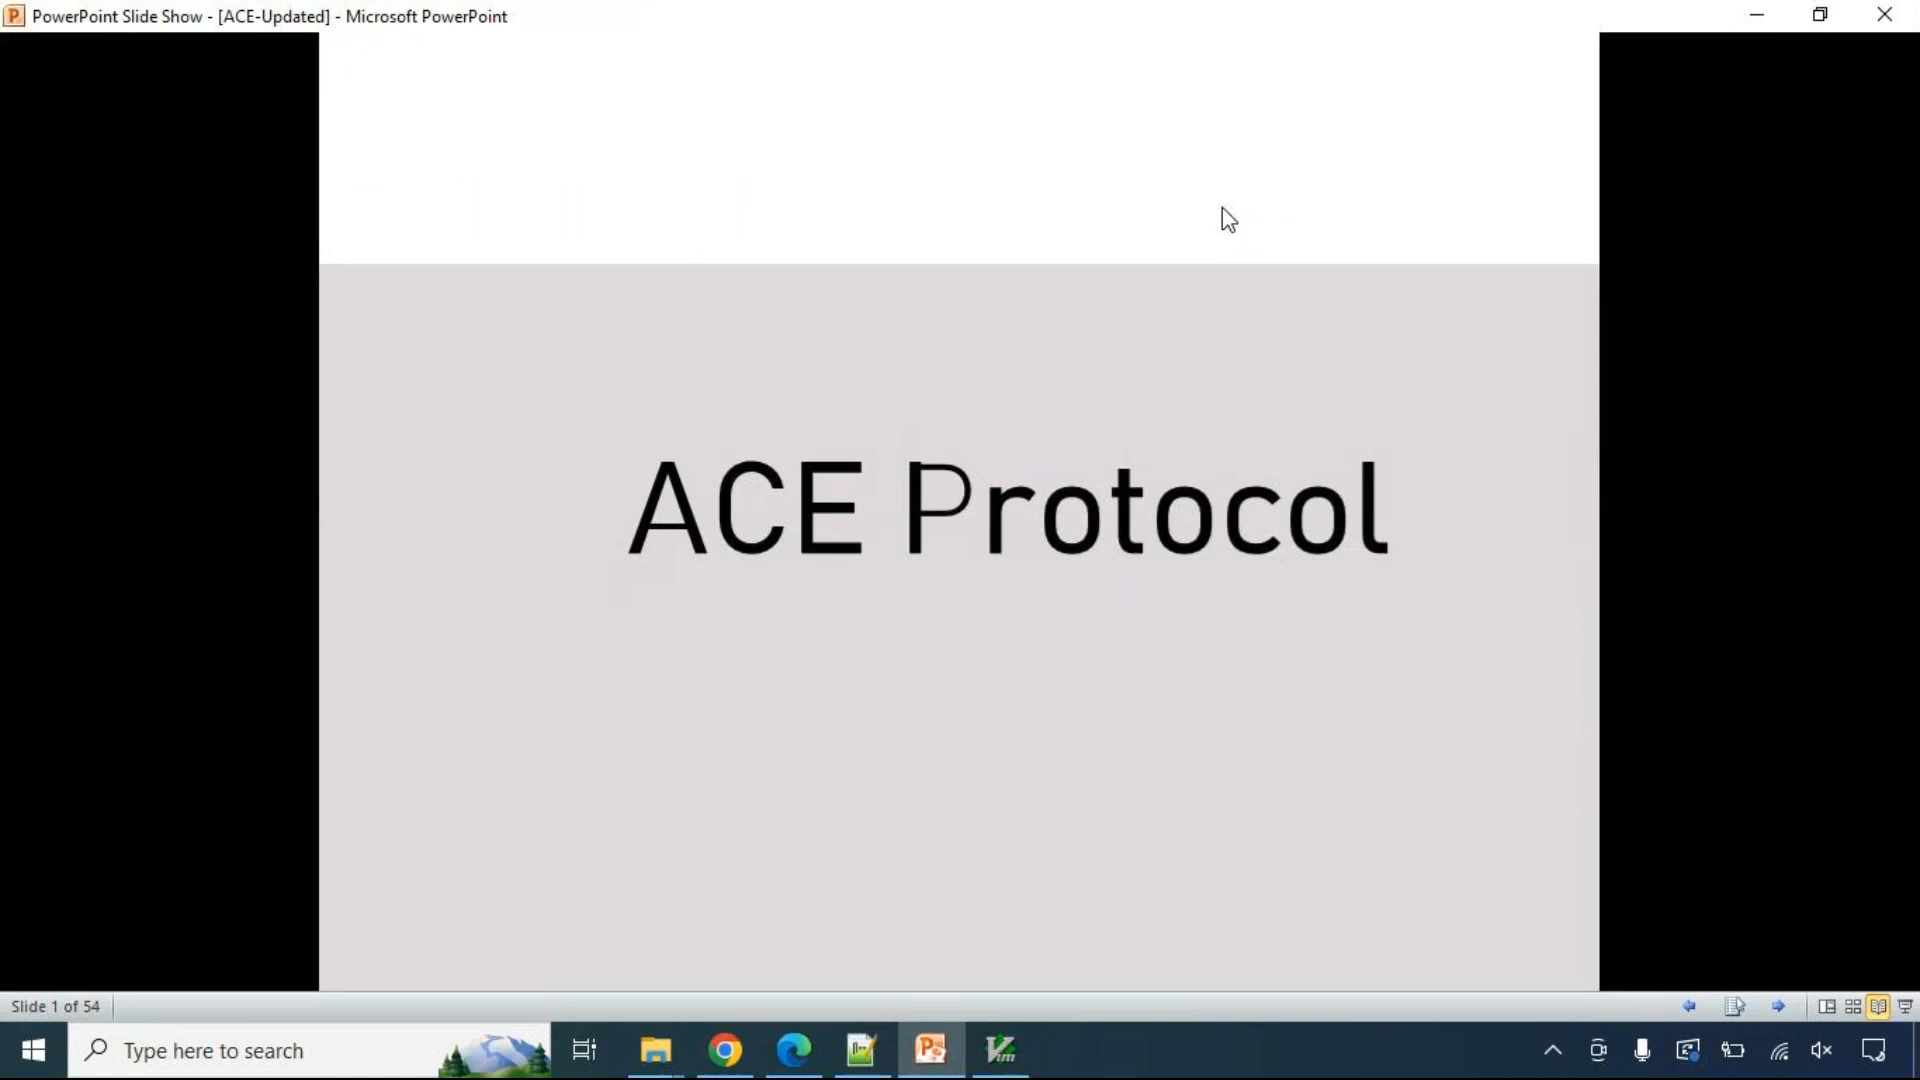 PowerPoint Slide Show - [ACE-Updated] - Microsoft PowerPoint
ACE Protocol
Slide 1 of 54
Type here to search